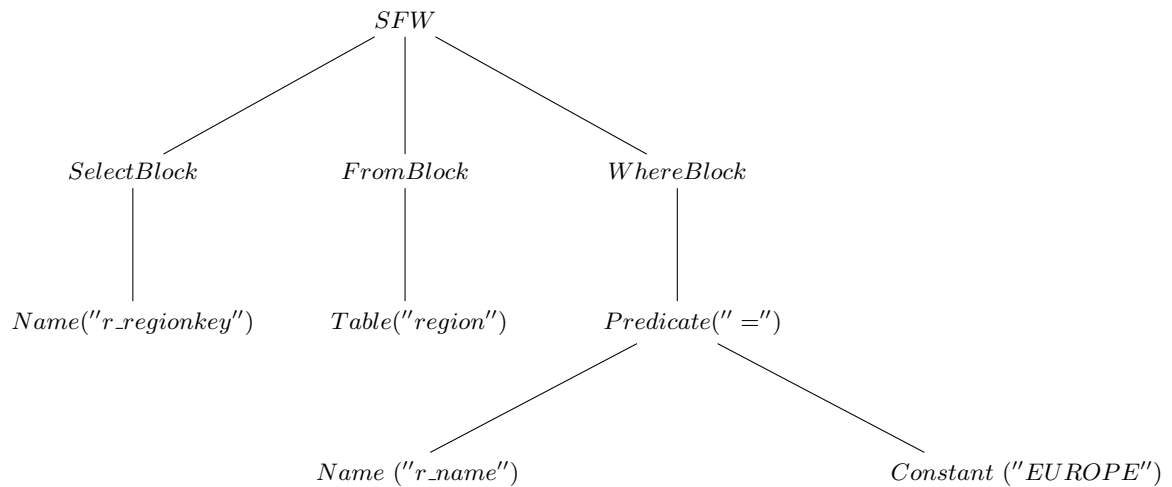 SFW
SelectBlock FromBlock WhereBlock
Name(″r_regionkey″) Table(″region″) Predicate(″ =″)
Name (″r_name″) Constant (″EUROPE″)